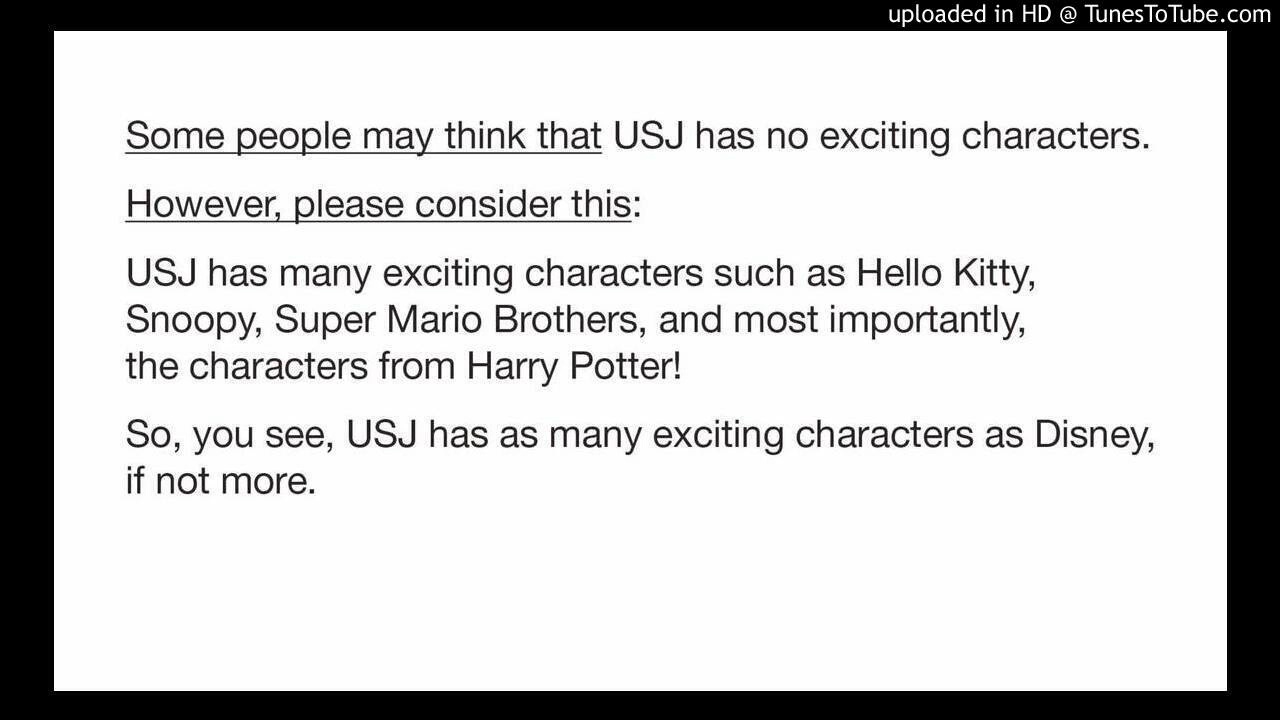 uploaded in HD @ TunesToTube.com
Some people may think that USJ has no exciting characters.
However, please consider this:
USJ has many exciting characters such as Hello Kitty,
Snoopy, Super Mario Brothers, and most importantly,
the characters from Harry Potter!
So, you see, USJ has as many exciting characters as Disney,
if not more.